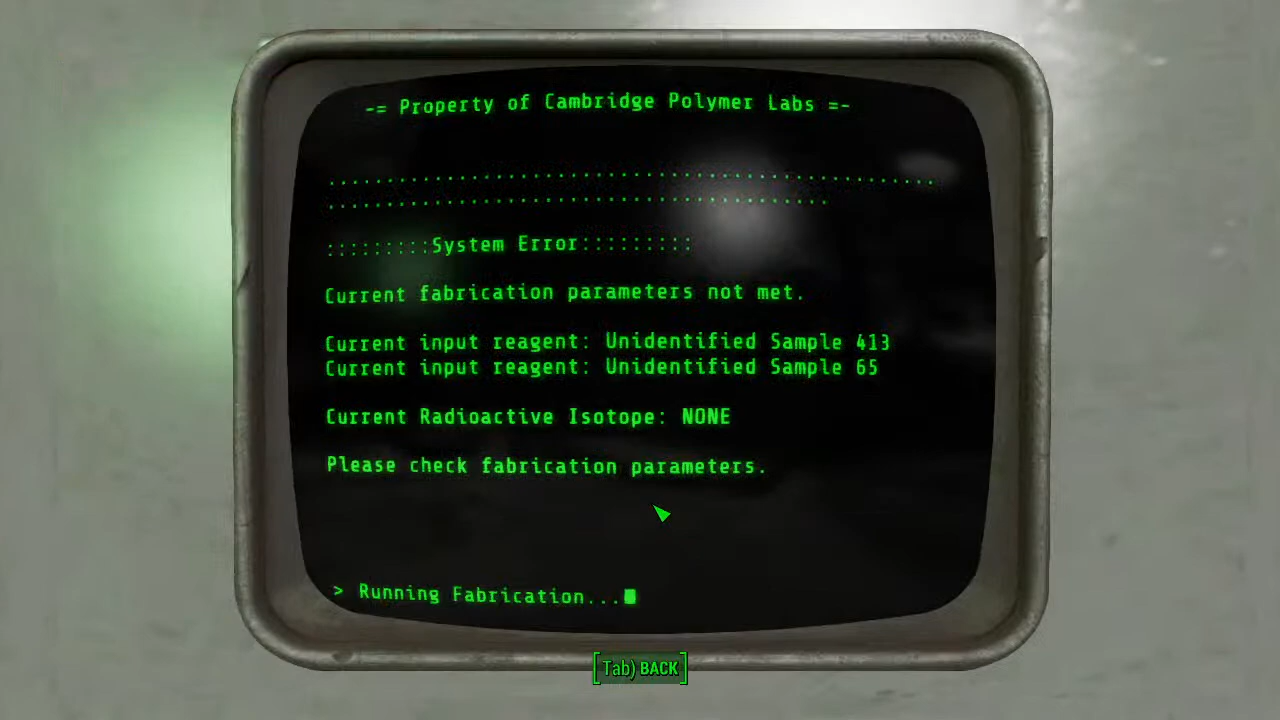 -= Property of Cambridge Polymer Labs =-
....................................................
...........................................
:::::::::System Error:::::::::
Current fabrication parameters not met.
Current input reagent: Unidentified Sample 413
Current input reagent: Unidentified Sample 65
Current Radioactive Isotope: NONE
Please check fabrication parameters.
> Running Fabrication...
[Tab) BACK]